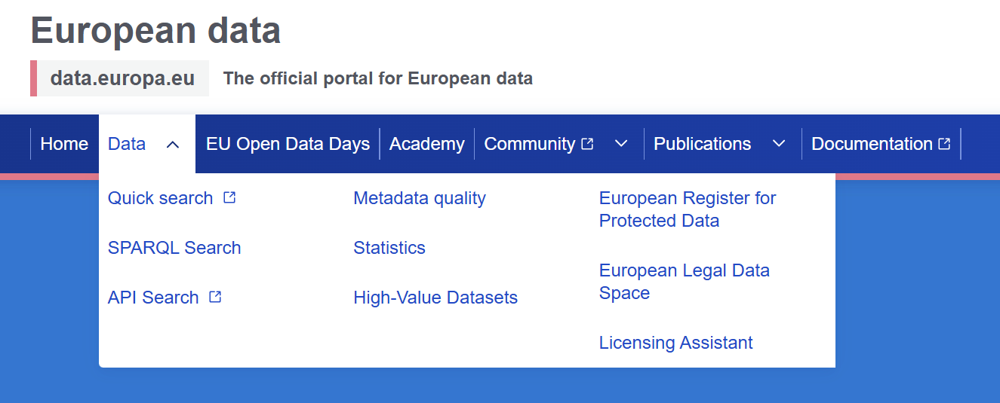 European data
data.europa.eu The official portal for European data
Home Data EU Open Data Days Academy Community Publications Documentation
Quick search
SPARQL Search
API Search
Metadata quality
Statistics
High-Value Datasets
European Register for
Protected Data
European Legal Data
Space
Licensing Assistant